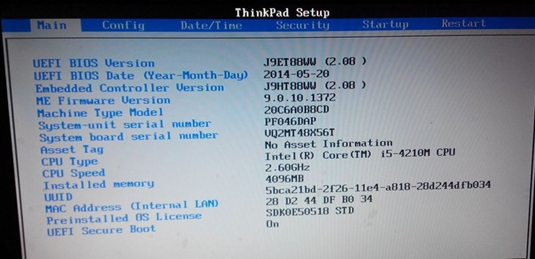 ThinkPad Setup
Main Config Date/Time Security Startup Restart
UEFI BIOS Version J9ET88WW (2.08 )
UEFI BIOS Date (Year-Month-Day) 2014-05-20
Embedded Controller Version J9HT88WW (2.08 )
ME Firmware Version 9.0.10.1372
Machine Type Model 20C6A0B8CD
System-unit serial number PF046DAP
System board serial number VQ2MT48X56T
Asset Tag No Asset Information
CPU Type Intel(R) Core(TM) i5-4210M CPU
CPU Speed 2.60GHz
Installed memory 4096MB
UUID 5bca21bd-2f26-11e4-a818-28d244dfb034
MAC Address (Internal LAN) 28 D2 44 DF B0 34
Preinstalled OS License SDK0E50518 STD
UEFI Secure Boot On